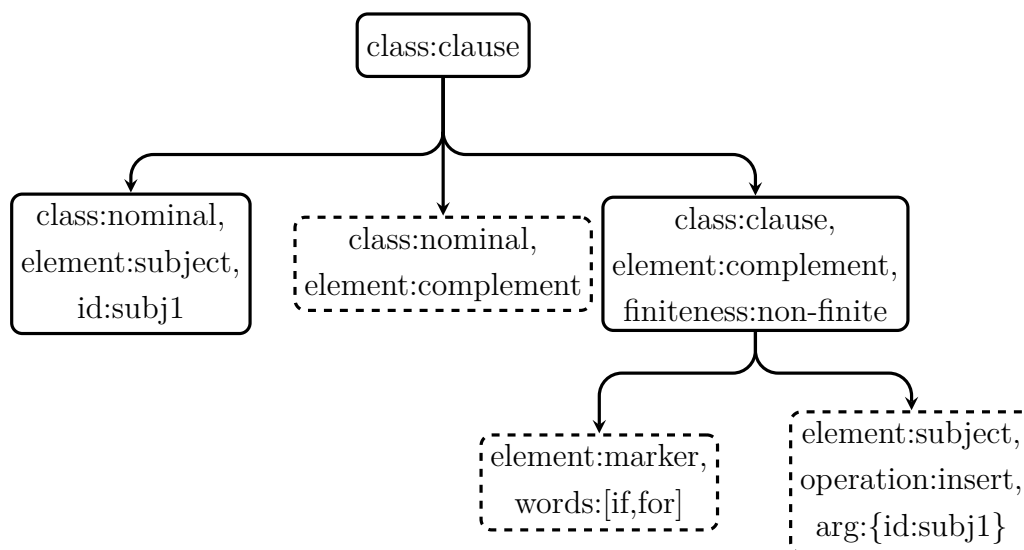 class:clause
class:nominal,
element:subject,
id:subj1
class:nominal,
element:complement
class:clause,
element:complement,
finiteness:non-finite
element:marker,
words:[if,for]
element:subject,
operation:insert,
arg:{id:subj1}